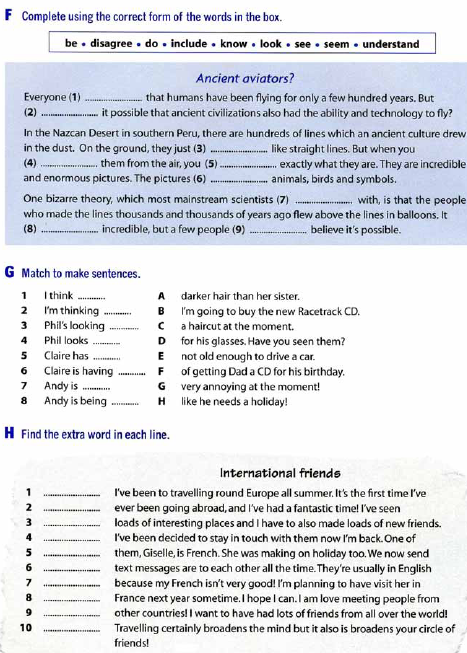 F Complete using the correct form of the words in the box.
be • disagree • do • include • know • look • see • seem • understand
Ancient aviators?
Everyone (1) ........................ that humans have been flying for only a few hundred years. But
(2) ........................ it possible that ancient civilizations also had the ability and technology to fly?
In the Nazcan Desert in southern Peru, there are hundreds of lines which an ancient culture drew
in the dust. On the ground, they just (3) ........................ like straight lines. But when you
(4) ........................ them from the air, you (5) ........................ exactly what they are. They are incredible
and enormous pictures. The pictures (6) ........................ animals, birds and symbols.
One bizarre theory, which most mainstream scientists (7) ........................ with, is that the people
who made the lines thousands and thousands of years ago flew above the lines in balloons. It
(8) ........................ incredible, but a few people (9) ........................ believe it's possible.
G Match to make sentences.
1 I think ............ A darker hair than her sister.
2 I'm thinking ............ B I'm going to buy the new Racetrack CD.
3 Phil's looking ............ C a haircut at the moment.
4 Phil looks ............ D for his glasses. Have you seen them?
5 Claire has ............ E not old enough to drive a car.
6 Claire is having ............ F of getting Dad a CD for his birthday.
7 Andy is ............ G very annoying at the moment!
8 Andy is being ............ H like he needs a holiday!
H Find the extra word in each line.
International friends
1 ........................ I've been to travelling round Europe all summer. It's the first time I've
2 ........................ ever been going abroad, and I've had a fantastic time! I've seen
3 ........................ loads of interesting places and I have to also made loads of new friends.
4 ........................ I've been decided to stay in touch with them now I'm back. One of
5 ........................ them, Giselle, is French. She was making on holiday too. We now send
6 ........................ text messages are to each other all the time. They're usually in English
7 ........................ because my French isn't very good! I'm planning to have visit her in
8 ........................ France next year sometime. I hope I can. I am love meeting people from
9 ........................ other countries! I want to have had lots of friends from all over the world!
10 ........................ Travelling certainly broadens the mind but it also is broadens your circle of
friends!